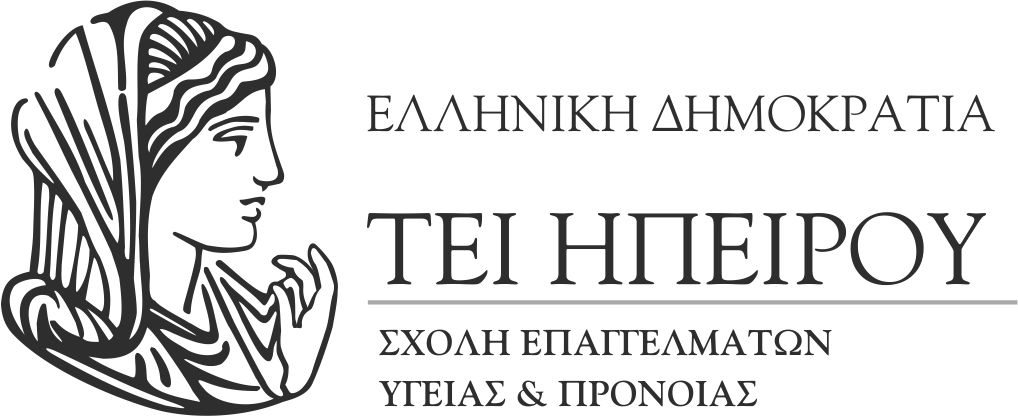 ΕΛΛΗΝΙΚΗ ΔΗΜΟΚΡΑΤΙΑ
ΤΕΙ ΗΠΕΙΡΟΥ
ΣΧΟΛΗ ΕΠΑΓΓΕΛΜΑΤΩΝ
ΥΓΕΙΑΣ & ΠΡΟΝΟΙΑΣ